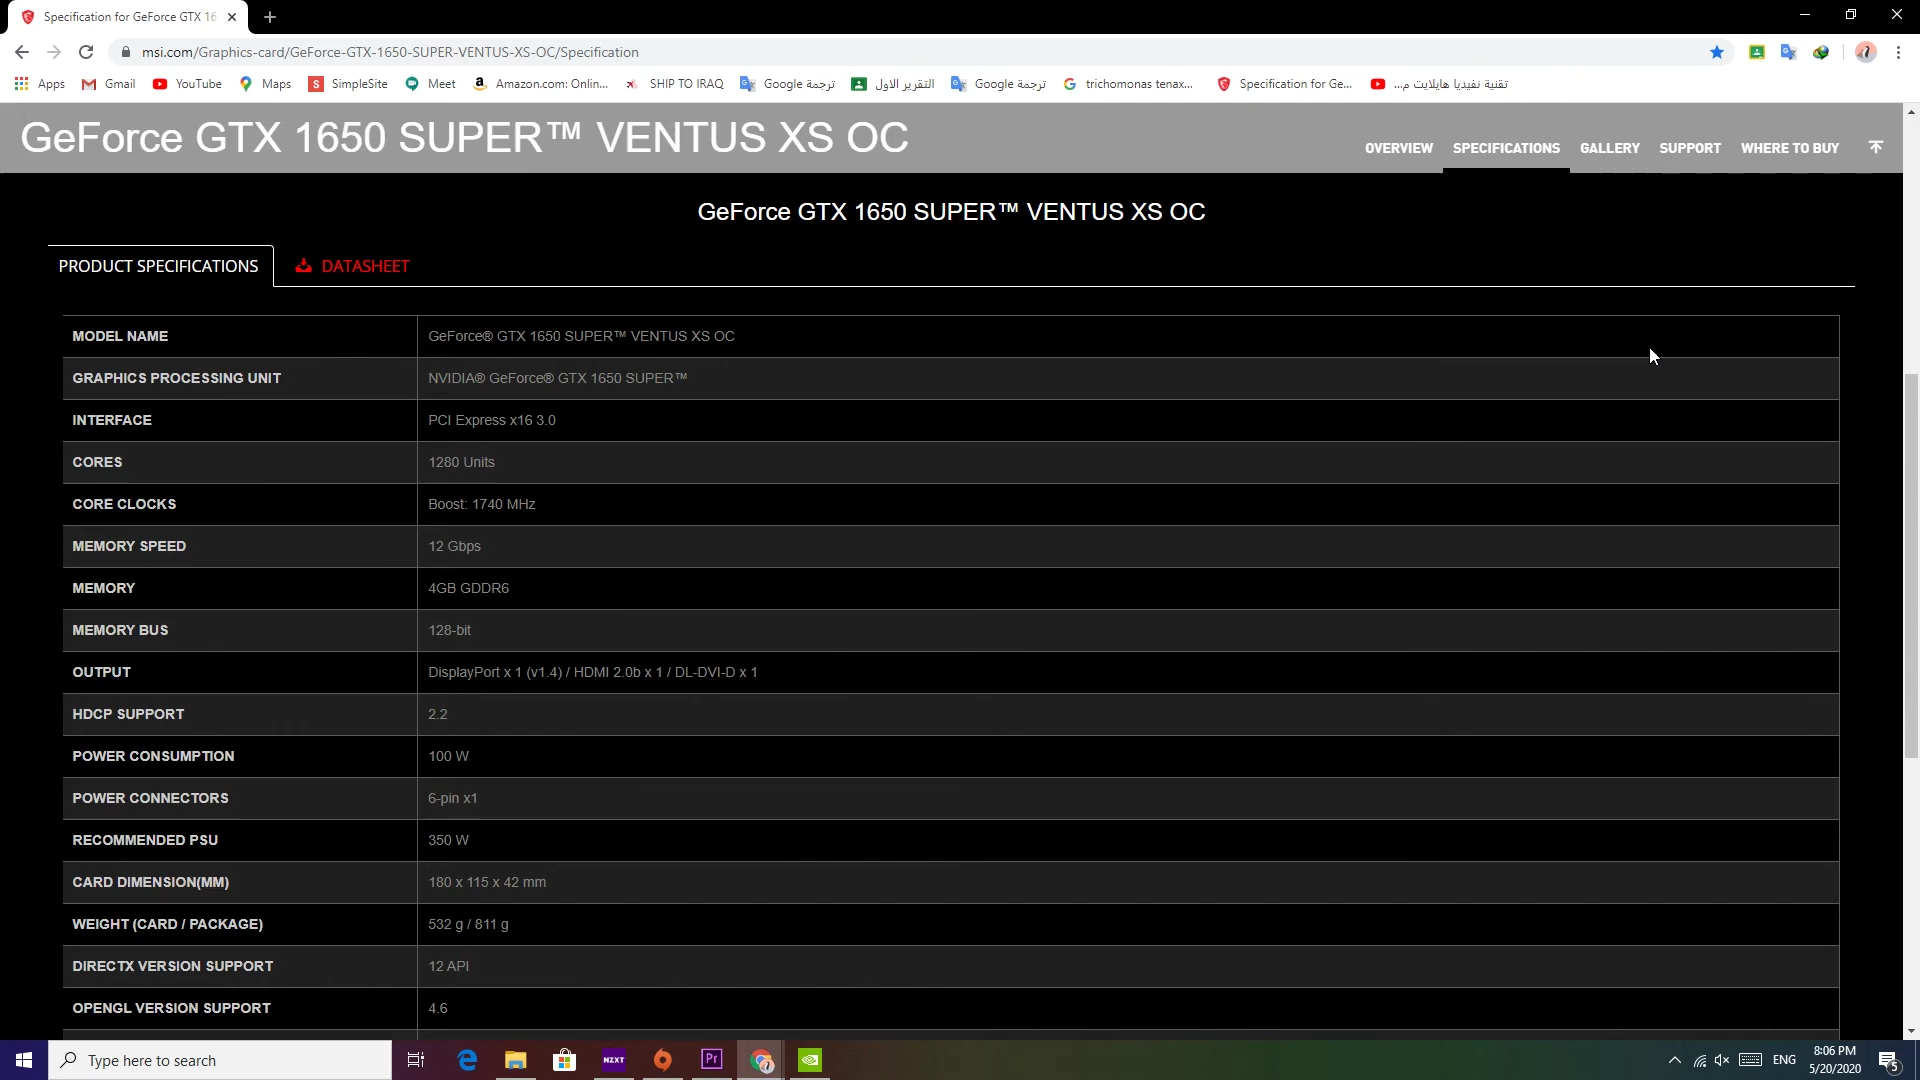 Specification for GeForce GTX 16
msi.com/Graphics-card/GeForce-GTX-1650-SUPER-VENTUS-XS-OC/Specification
Apps Gmail YouTube Maps SimpleSite Meet Amazon.com: Onlin... SHIP TO IRAQ ترجمة Google التقرير الاول ترجمة Google trichomonas tenax... Specification for Ge... تقنية نفيديا هايلايت م...
GeForce GTX 1650 SUPER™ VENTUS XS OC
OVERVIEW SPECIFICATIONS GALLERY SUPPORT WHERE TO BUY
GeForce GTX 1650 SUPER™ VENTUS XS OC
PRODUCT SPECIFICATIONS DATASHEET
MODEL NAME GeForce® GTX 1650 SUPER™ VENTUS XS OC
GRAPHICS PROCESSING UNIT NVIDIA® GeForce® GTX 1650 SUPER™
INTERFACE PCI Express x16 3.0
CORES 1280 Units
CORE CLOCKS Boost: 1740 MHz
MEMORY SPEED 12 Gbps
MEMORY 4GB GDDR6
MEMORY BUS 128-bit
OUTPUT DisplayPort x 1 (v1.4) / HDMI 2.0b x 1 / DL-DVI-D x 1
HDCP SUPPORT 2.2
POWER CONSUMPTION 100 W
POWER CONNECTORS 6-pin x1
RECOMMENDED PSU 350 W
CARD DIMENSION(MM) 180 x 115 x 42 mm
WEIGHT (CARD / PACKAGE) 532 g / 811 g
DIRECTX VERSION SUPPORT 12 API
OPENGL VERSION SUPPORT 4.6
Type here to search NZXT Pr ENG 8:06 PM
5/20/2020 5